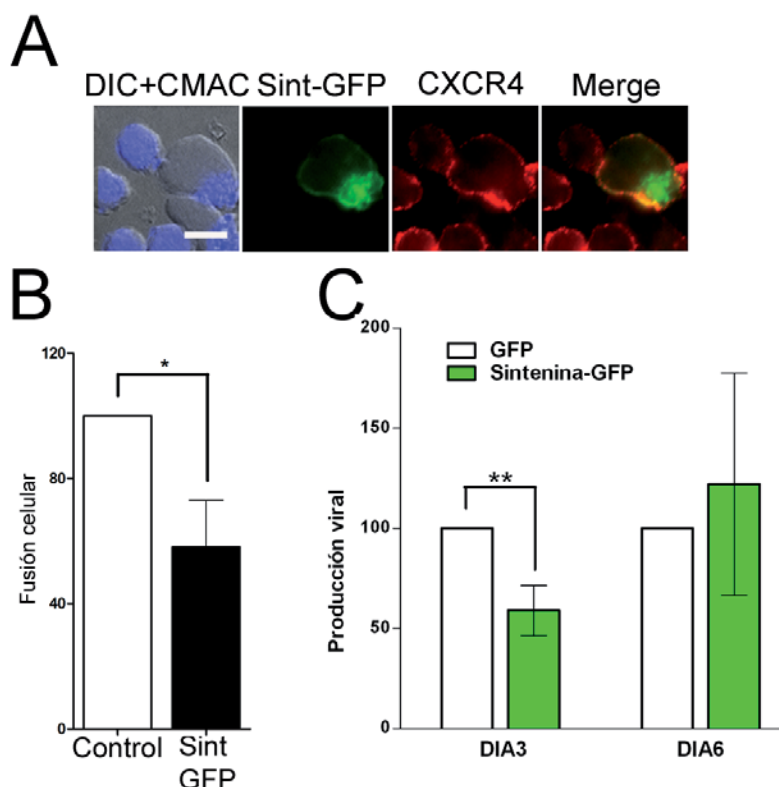 A
DIC+CMAC Sint-GFP CXCR4 Merge
B
120
80
40
0
Fusión celular
*
Control
Sint
GFP
C
200
150
100
50
0
Producción viral
GFP
Sintenina-GFP
**
DIA3 DIA6